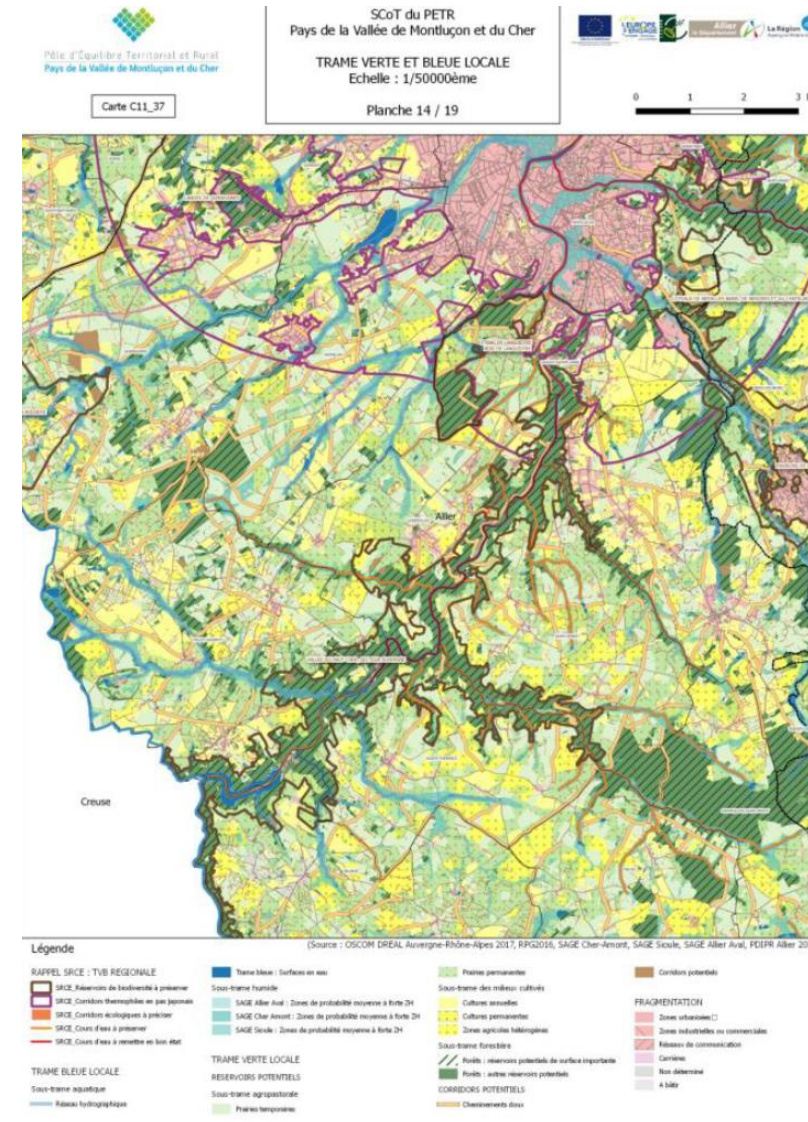 SCoT du PETR
Pays de la Vallée de Montluçon et du Cher
TRAME VERTE ET BLEUE LOCALE
Echelle : 1/50000ème
Planche 14 / 19
Pôle d'Équilibre Territorial et Rural
Pays de la Vallée de Montluçon et du Cher
Carte C11_37
L'EUROPE
S'ENGAGE
Allier
le Département
La Région
0 1 2 3
Allier
Creuse
Légende
(Source : OSCOM DREAL Auvergne-Rhône-Alpes 2017, RPG2016, SAGE Cher-Amont, SAGE Sioule, SAGE Allier Aval, PDIPR Allier 20
RAPPEL SRCE : TVB REGIONALE
SRCE_Réservoirs de biodiversité à préserver
SRCE_Corridors thermophiles en pas japonais
SRCE_Corridors écologiques à préciser
SRCE_Cours d'eau à préserver
SRCE_Cours d'eau à remettre en bon état
TRAME BLEUE LOCALE
Sous-trame aquatique
Réseau hydrographique
Trame bleue : Surfaces en eau
Sous-trame humide
SAGE Allier Aval : Zones de probabilité moyenne à forte ZH
SAGE Cher Amont : Zones de probabilité moyenne à forte ZH
SAGE Sioule : Zones de probabilité moyenne à forte ZH
TRAME VERTE LOCALE
RESERVOIRS POTENTIELS
Sous-trame agropastorale
Prairies temporaires
Prairies permanentes
Sous-trame des milieux cultivés
Cultures annuelles
Cultures permanentes
Zones agricoles hétérogènes
Sous-trame forestière
Forêts : réservoirs potentiels de surface importante
Forêts : autres réservoirs potentiels
CORRIDORS POTENTIELS
Cheminements doux
Corridors potentiels
FRAGMENTATION
Zones urbanisées
Zones industrielles ou commerciales
Réseaux de communication
Carrières
Non déterminé
A bâtir